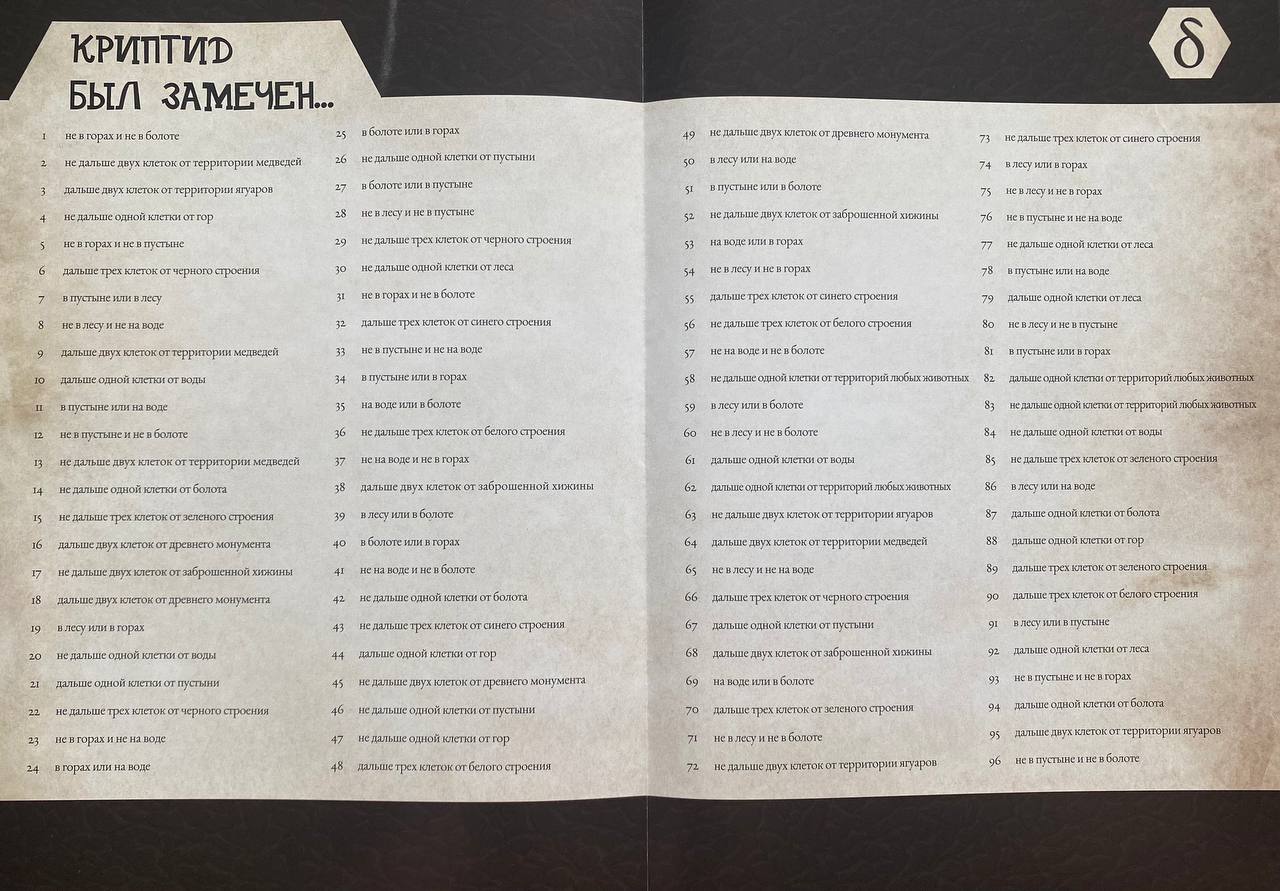 КРИПТИД
БЫЛ ЗАМЕЧЕН...
δ
1 не в горах и не в болоте
2 не дальше двух клеток от территории медведей
3 дальше двух клеток от территории ягуаров
4 не дальше одной клетки от гор
5 не в горах и не в пустыне
6 дальше трех клеток от черного строения
7 в пустыне или в лесу
8 не в лесу и не на воде
9 дальше двух клеток от территории медведей
10 дальше одной клетки от воды
11 в пустыне или на воде
12 не в пустыне и не в болоте
13 не дальше двух клеток от территории медведей
14 не дальше одной клетки от болота
15 не дальше трех клеток от зеленого строения
16 дальше двух клеток от древнего монумента
17 не дальше двух клеток от заброшенной хижины
18 дальше двух клеток от древнего монумента
19 в лесу или в горах
20 не дальше одной клетки от воды
21 дальше одной клетки от пустыни
22 не дальше трех клеток от черного строения
23 не в горах и не на воде
24 в горах или на воде
25 в болоте или в горах
26 не дальше одной клетки от пустыни
27 в болоте или в пустыне
28 не в лесу и не в пустыне
29 не дальше трех клеток от черного строения
30 не дальше одной клетки от леса
31 не в горах и не в болоте
32 дальше трех клеток от синего строения
33 не в пустыне и не на воде
34 в пустыне или в горах
35 на воде или в болоте
36 не дальше трех клеток от белого строения
37 не на воде и не в горах
38 дальше двух клеток от заброшенной хижины
39 в лесу или в болоте
40 в болоте или в горах
41 не на воде и не в болоте
42 не дальше одной клетки от болота
43 не дальше трех клеток от синего строения
44 дальше одной клетки от гор
45 не дальше двух клеток от древнего монумента
46 не дальше одной клетки от пустыни
47 не дальше одной клетки от гор
48 дальше трех клеток от белого строения
49 не дальше двух клеток от древнего монумента
50 в лесу или на воде
51 в пустыне или в болоте
52 не дальше двух клеток от заброшенной хижины
53 на воде или в горах
54 не в лесу и не в горах
55 дальше трех клеток от синего строения
56 не дальше трех клеток от белого строения
57 не на воде и не в болоте
58 не дальше одной клетки от территорий любых животных
59 в лесу или в болоте
60 не в лесу и не в болоте
61 дальше одной клетки от воды
62 дальше одной клетки от территорий любых животных
63 не дальше двух клеток от территории ягуаров
64 дальше двух клеток от территории медведей
65 не в лесу и не на воде
66 дальше трех клеток от черного строения
67 дальше одной клетки от пустыни
68 дальше двух клеток от заброшенной хижины
69 на воде или в болоте
70 дальше трех клеток от зеленого строения
71 не в лесу и не в болоте
72 не дальше двух клеток от территории ягуаров
73 не дальше трех клеток от синего строения
74 в лесу или в горах
75 не в лесу и не в горах
76 не в пустыне и не на воде
77 не дальше одной клетки от леса
78 в пустыне или на воде
79 дальше одной клетки от леса
80 не в лесу и не в пустыне
81 в пустыне или в горах
82 дальше одной клетки от территорий любых животных
83 не дальше одной клетки от территорий любых животных
84 не дальше одной клетки от воды
85 не дальше трех клеток от зеленого строения
86 в лесу или на воде
87 дальше одной клетки от болота
88 дальше одной клетки от гор
89 дальше трех клеток от зеленого строения
90 дальше трех клеток от белого строения
91 в лесу или в пустыне
92 дальше одной клетки от леса
93 не в пустыне и не в горах
94 дальше одной клетки от болота
95 дальше двух клеток от территории ягуаров
96 не в пустыне и не в болоте